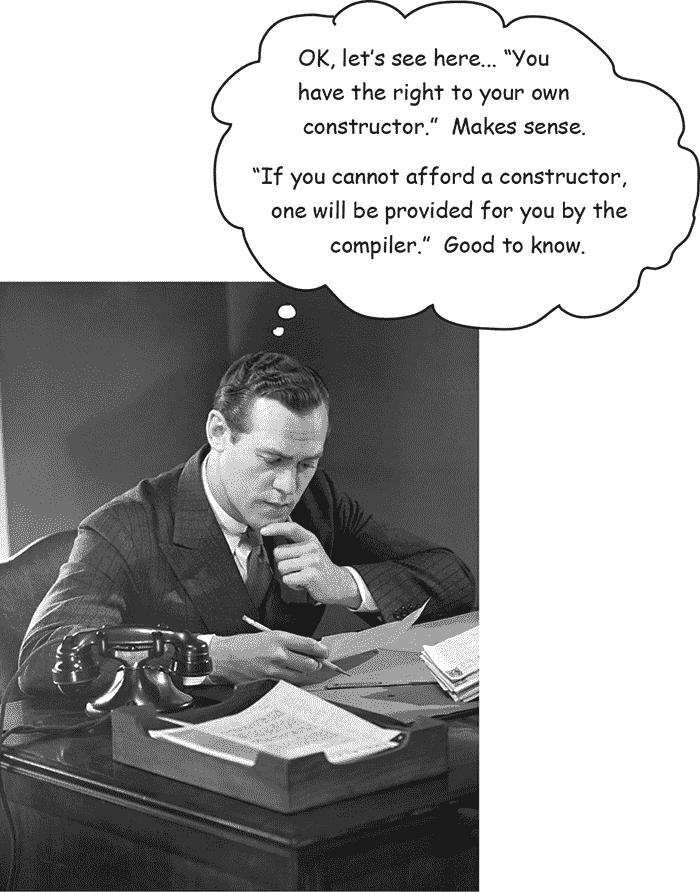 OK, let’s see here... “You
have the right to your own
constructor.”  Makes sense.
“If you cannot afford a constructor,
one will be provided for you by the
compiler.”  Good to know.